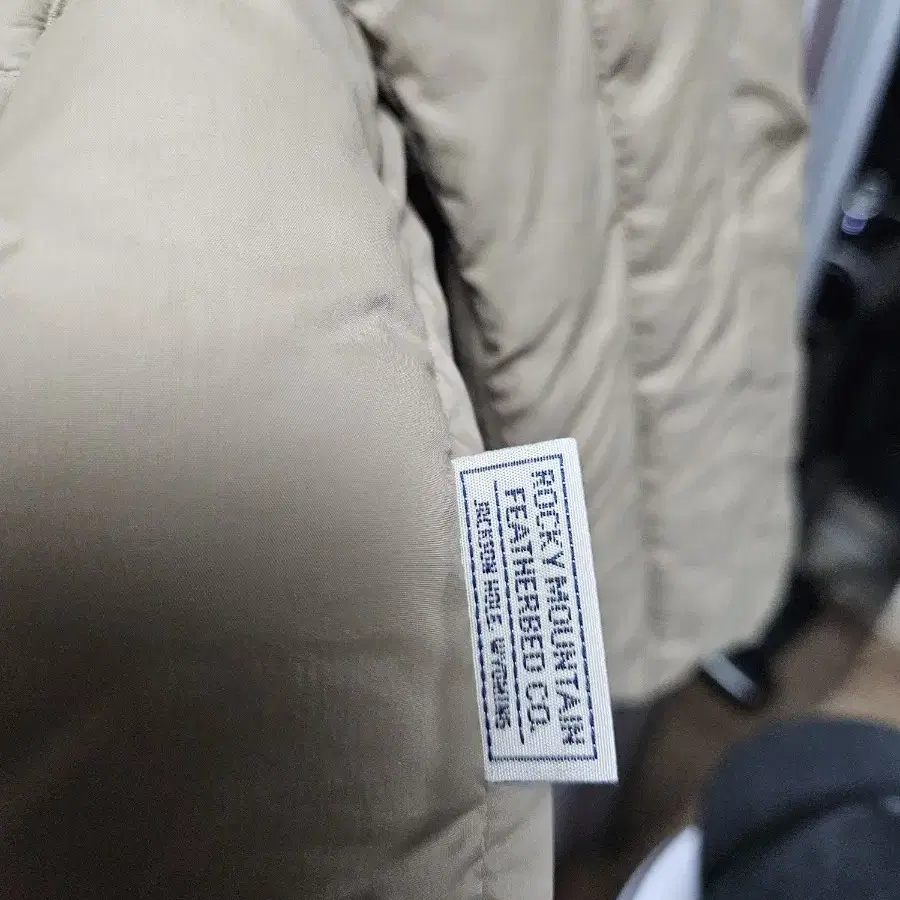 ROCKY MOUNTAIN
FEATHERBED CO.
JACKSON HOLE, WYOMING